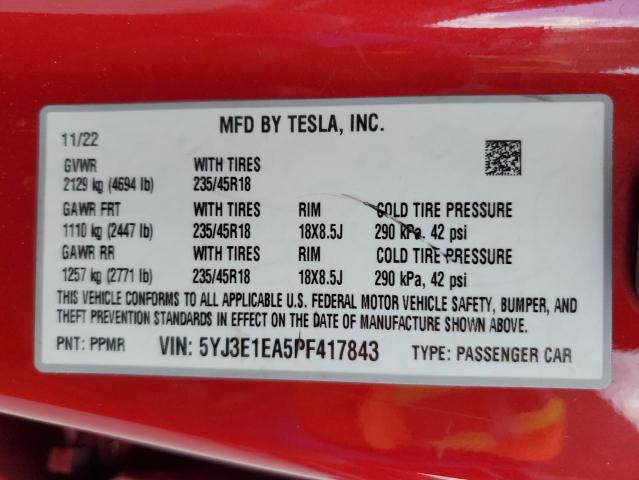 MFD BY TESLA, INC.
11/22
GVWR WITH TIRES
2129 kg (4694 lb) 235/45R18
GAWR FRT WITH TIRES RIM COLD TIRE PRESSURE
1110 kg (2447 lb) 235/45R18 18X8.5J 290 kPa, 42 psi
GAWR RR WITH TIRES RIM COLD TIRE PRESSURE
1257 kg (2771 lb) 235/45R18 18X8.5J 290 kPa, 42 psi
THIS VEHICLE CONFORMS TO ALL APPLICABLE U.S. FEDERAL MOTOR VEHICLE SAFETY, BUMPER, AND
THEFT PREVENTION STANDARDS IN EFFECT ON THE DATE OF MANUFACTURE SHOWN ABOVE.
PNT: PPMR VIN: 5YJ3E1EA5PF417843 TYPE: PASSENGER CAR